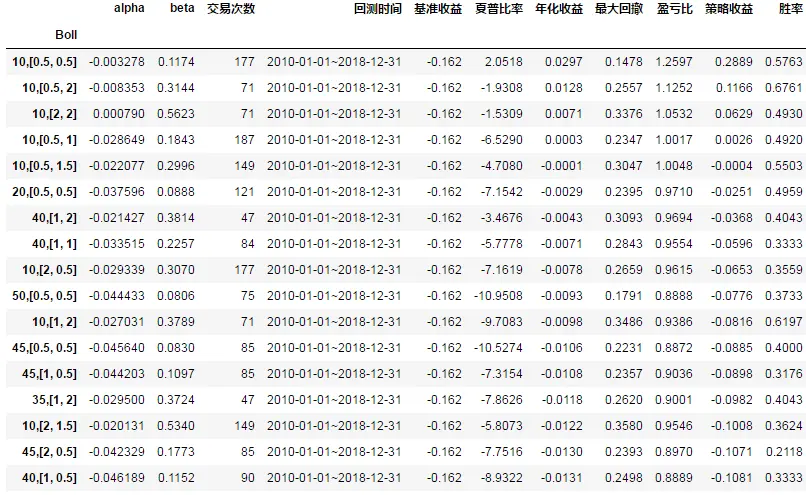 alpha beta 交易次数 回测时间 基准收益 夏普比率 年化收益 最大回撤 盈亏比 策略收益 胜率
Boll
10,[0.5, 0.5] -0.003278 0.1174 177 2010-01-01~2018-12-31 -0.162 2.0518 0.0297 0.1478 1.2597 0.2889 0.5763
10,[0.5, 2] -0.008353 0.3144 71 2010-01-01~2018-12-31 -0.162 -1.9308 0.0128 0.2557 1.1252 0.1166 0.6761
10,[2, 2] 0.000790 0.5623 71 2010-01-01~2018-12-31 -0.162 -1.5309 0.0071 0.3376 1.0532 0.0629 0.4930
10,[0.5, 1] -0.028649 0.1843 187 2010-01-01~2018-12-31 -0.162 -6.5290 0.0003 0.2347 1.0017 0.0026 0.4920
10,[0.5, 1.5] -0.022077 0.2996 149 2010-01-01~2018-12-31 -0.162 -4.7080 -0.0001 0.3047 1.0048 -0.0004 0.5503
20,[0.5, 0.5] -0.037596 0.0888 121 2010-01-01~2018-12-31 -0.162 -7.1542 -0.0029 0.2395 0.9710 -0.0251 0.4959
40,[1, 2] -0.021427 0.3814 47 2010-01-01~2018-12-31 -0.162 -3.4676 -0.0043 0.3093 0.9694 -0.0368 0.4043
40,[1, 1] -0.033515 0.2257 84 2010-01-01~2018-12-31 -0.162 -5.7778 -0.0071 0.2843 0.9554 -0.0596 0.3333
10,[2, 0.5] -0.029339 0.3070 177 2010-01-01~2018-12-31 -0.162 -7.1619 -0.0078 0.2659 0.9615 -0.0653 0.3559
50,[0.5, 0.5] -0.044433 0.0806 75 2010-01-01~2018-12-31 -0.162 -10.9508 -0.0093 0.1791 0.8888 -0.0776 0.3733
10,[1, 2] -0.027031 0.3789 71 2010-01-01~2018-12-31 -0.162 -9.7083 -0.0098 0.3486 0.9386 -0.0816 0.6197
45,[0.5, 0.5] -0.045640 0.0830 85 2010-01-01~2018-12-31 -0.162 -10.5274 -0.0106 0.2231 0.8872 -0.0885 0.4000
45,[1, 0.5] -0.044203 0.1097 85 2010-01-01~2018-12-31 -0.162 -7.3154 -0.0108 0.2357 0.9036 -0.0898 0.3176
35,[1, 2] -0.029500 0.3724 47 2010-01-01~2018-12-31 -0.162 -7.8626 -0.0118 0.2620 0.9001 -0.0982 0.4043
10,[2, 1.5] -0.020131 0.5340 149 2010-01-01~2018-12-31 -0.162 -5.8073 -0.0122 0.3580 0.9546 -0.1008 0.3624
45,[2, 0.5] -0.042329 0.1773 85 2010-01-01~2018-12-31 -0.162 -7.7516 -0.0130 0.2393 0.8970 -0.1071 0.2118
40,[1, 0.5] -0.046189 0.1152 90 2010-01-01~2018-12-31 -0.162 -8.9322 -0.0131 0.2498 0.8889 -0.1081 0.3333